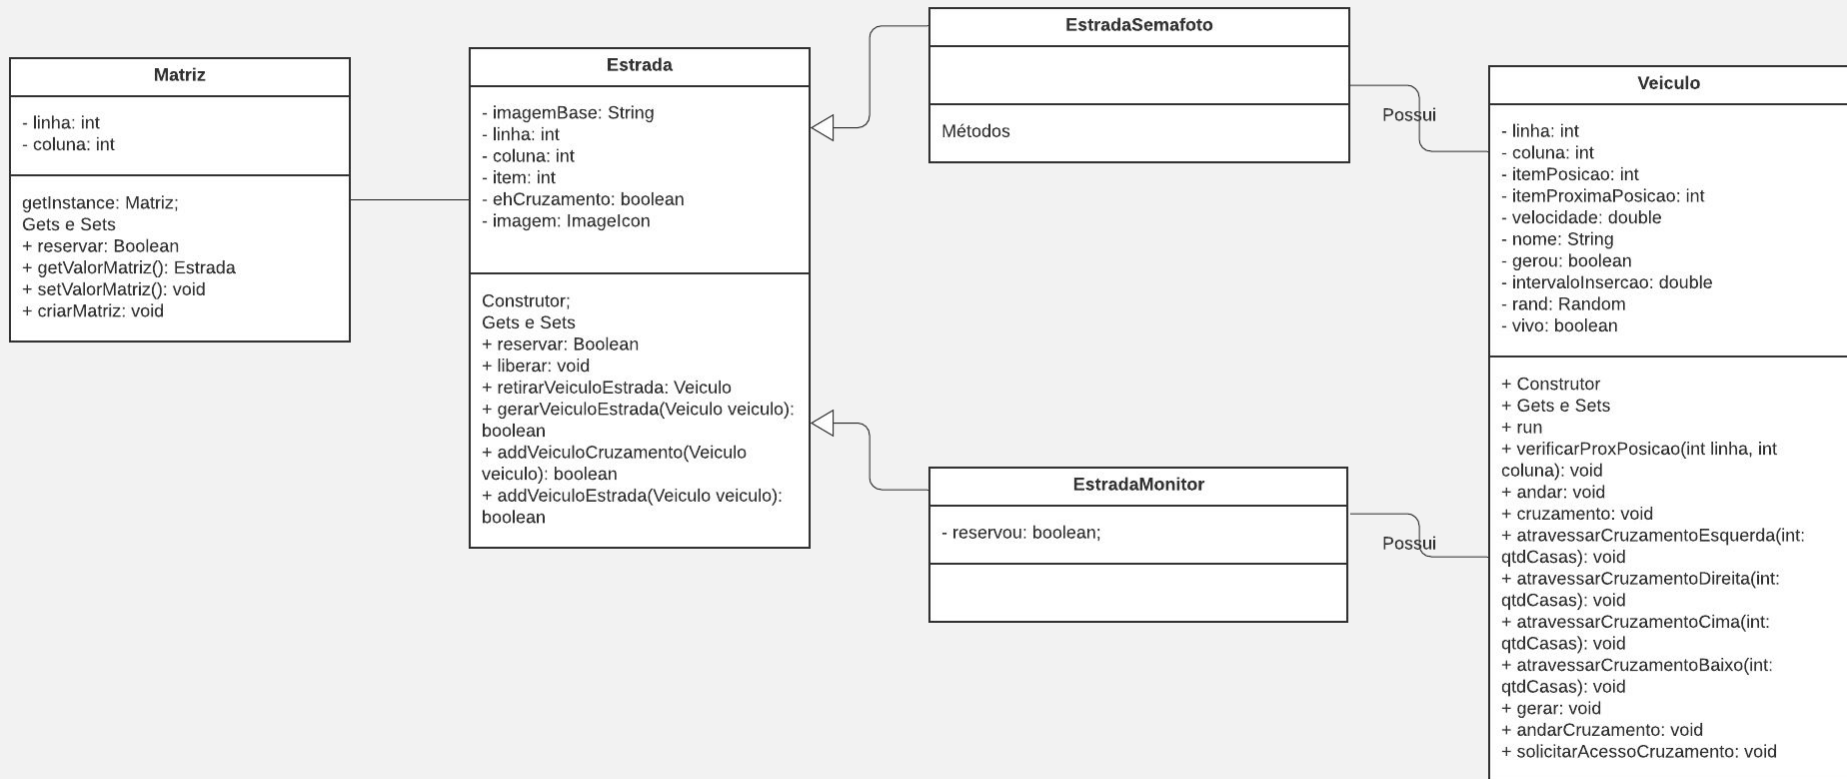 Matriz
- linha: int
- coluna: int
getInstance: Matriz;
Gets e Sets
+ reservar: Boolean
+ getValorMatriz(): Estrada
+ setValorMatriz(): void
+ criarMatriz: void
Estrada
- imagemBase: String
- linha: int
- coluna: int
- item: int
- ehCruzamento: boolean
- imagem: ImageIcon
Construtor;
Gets e Sets
+ reservar: Boolean
+ liberar: void
+ retirarVeiculoEstrada: Veiculo
+ gerarVeiculoEstrada(Veiculo veiculo):
boolean
+ addVeiculoCruzamento(Veiculo
veiculo): boolean
+ addVeiculoEstrada(Veiculo veiculo):
boolean
EstradaSemafoto
Métodos
Possui
EstradaMonitor
- reservou: boolean;
Possui
Veiculo
- linha: int
- coluna: int
- itemPosicao: int
- itemProximaPosicao: int
- velocidade: double
- nome: String
- gerou: boolean
- intervaloInsercao: double
- rand: Random
- vivo: boolean
+ Construtor
+ Gets e Sets
+ run
+ verificarProxPosicao(int linha, int
coluna): void
+ andar: void
+ cruzamento: void
+ atravessarCruzamentoEsquerda(int:
qtdCasas): void
+ atravessarCruzamentoDireita(int:
qtdCasas): void
+ atravessarCruzamentoCima(int:
qtdCasas): void
+ atravessarCruzamentoBaixo(int:
qtdCasas): void
+ gerar: void
+ andarCruzamento: void
+ solicitarAcessoCruzamento: void